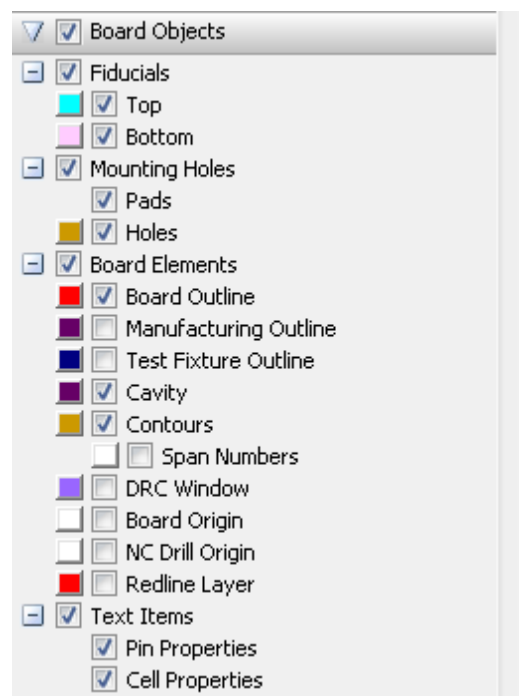 Board Objects
Fiducials
Top
Bottom
Mounting Holes
Pads
Holes
Board Elements
Board Outline
Manufacturing Outline
Test Fixture Outline
Cavity
Contours
Span Numbers
DRC Window
Board Origin
NC Drill Origin
Redline Layer
Text Items
Pin Properties
Cell Properties